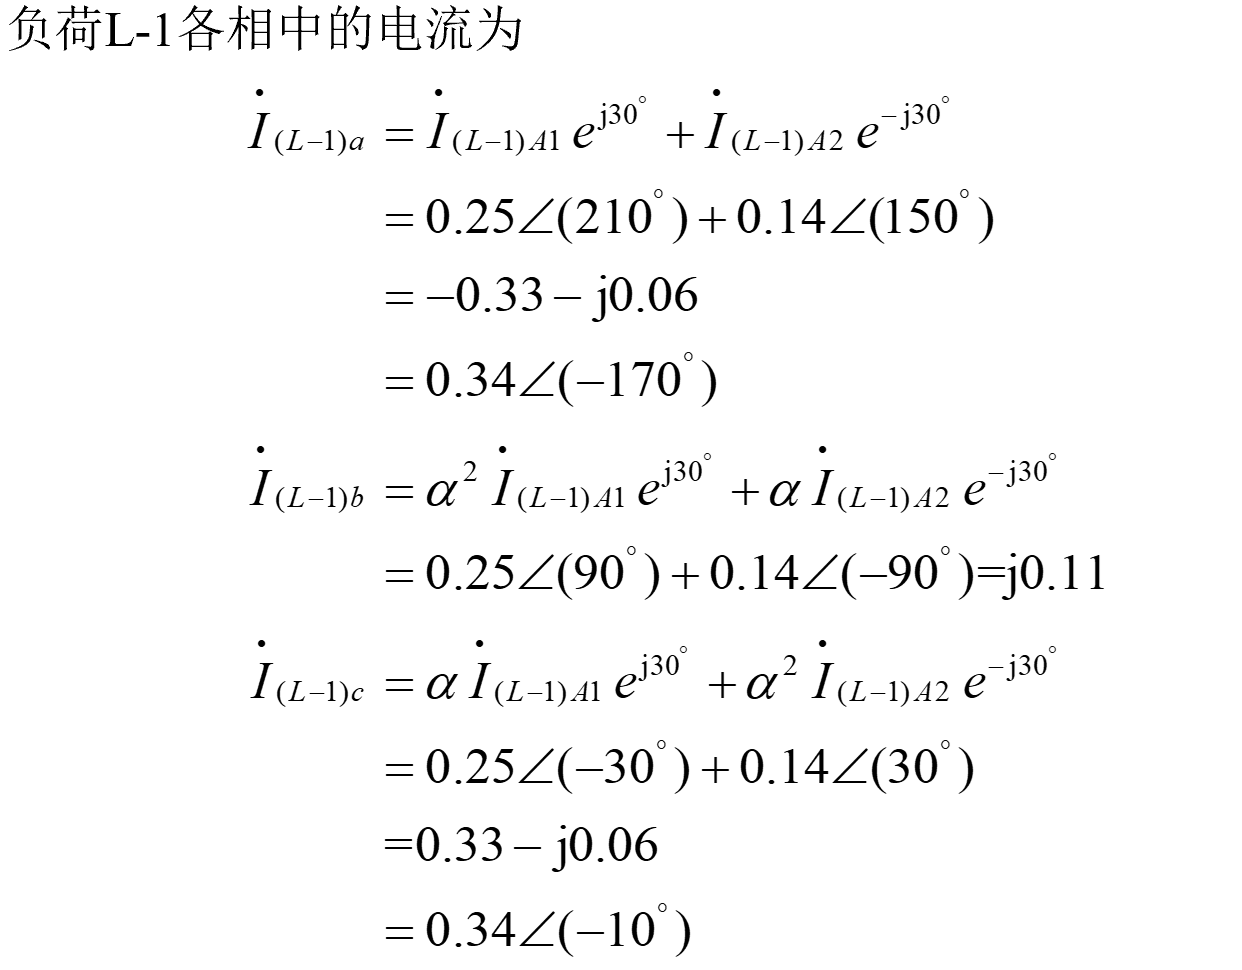 负荷L-1各相中的电流为
İ(L−1)a = İ(L−1)A1 e^j30° + İ(L−1)A2 e^−j30°
= 0.25∠(210°) + 0.14∠(150°)
= −0.33 − j0.06
= 0.34∠(−170°)
İ(L−1)b = α² İ(L−1)A1 e^j30° + α İ(L−1)A2 e^−j30°
= 0.25∠(90°) + 0.14∠(−90°)=j0.11
İ(L−1)c = α İ(L−1)A1 e^j30° + α² İ(L−1)A2 e^−j30°
= 0.25∠(−30°) + 0.14∠(30°)
=0.33 − j0.06
= 0.34∠(−10°)